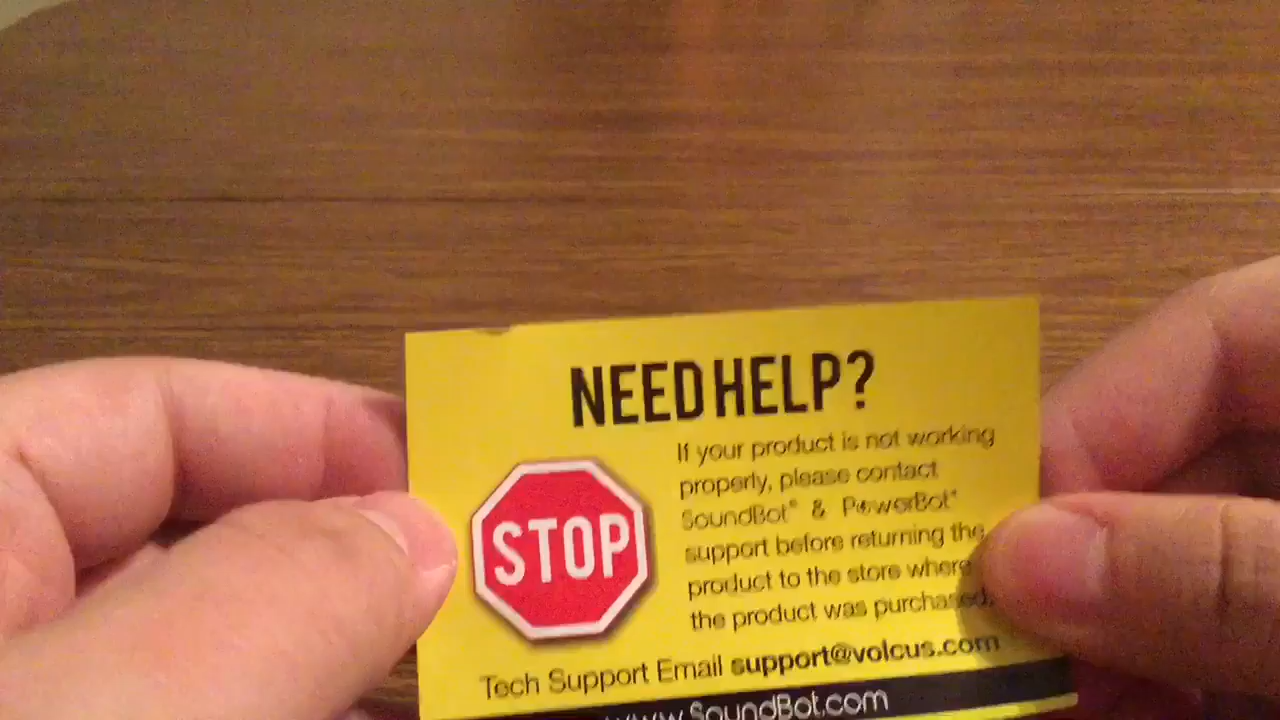 NEED HELP?
If your product is not working
properly, please contact
SoundBot® & PowerBot®
support before returning the
product to the store where
the product was purchased.
STOP
Tech Support Email support@volcus.com
www.SoundBot.com